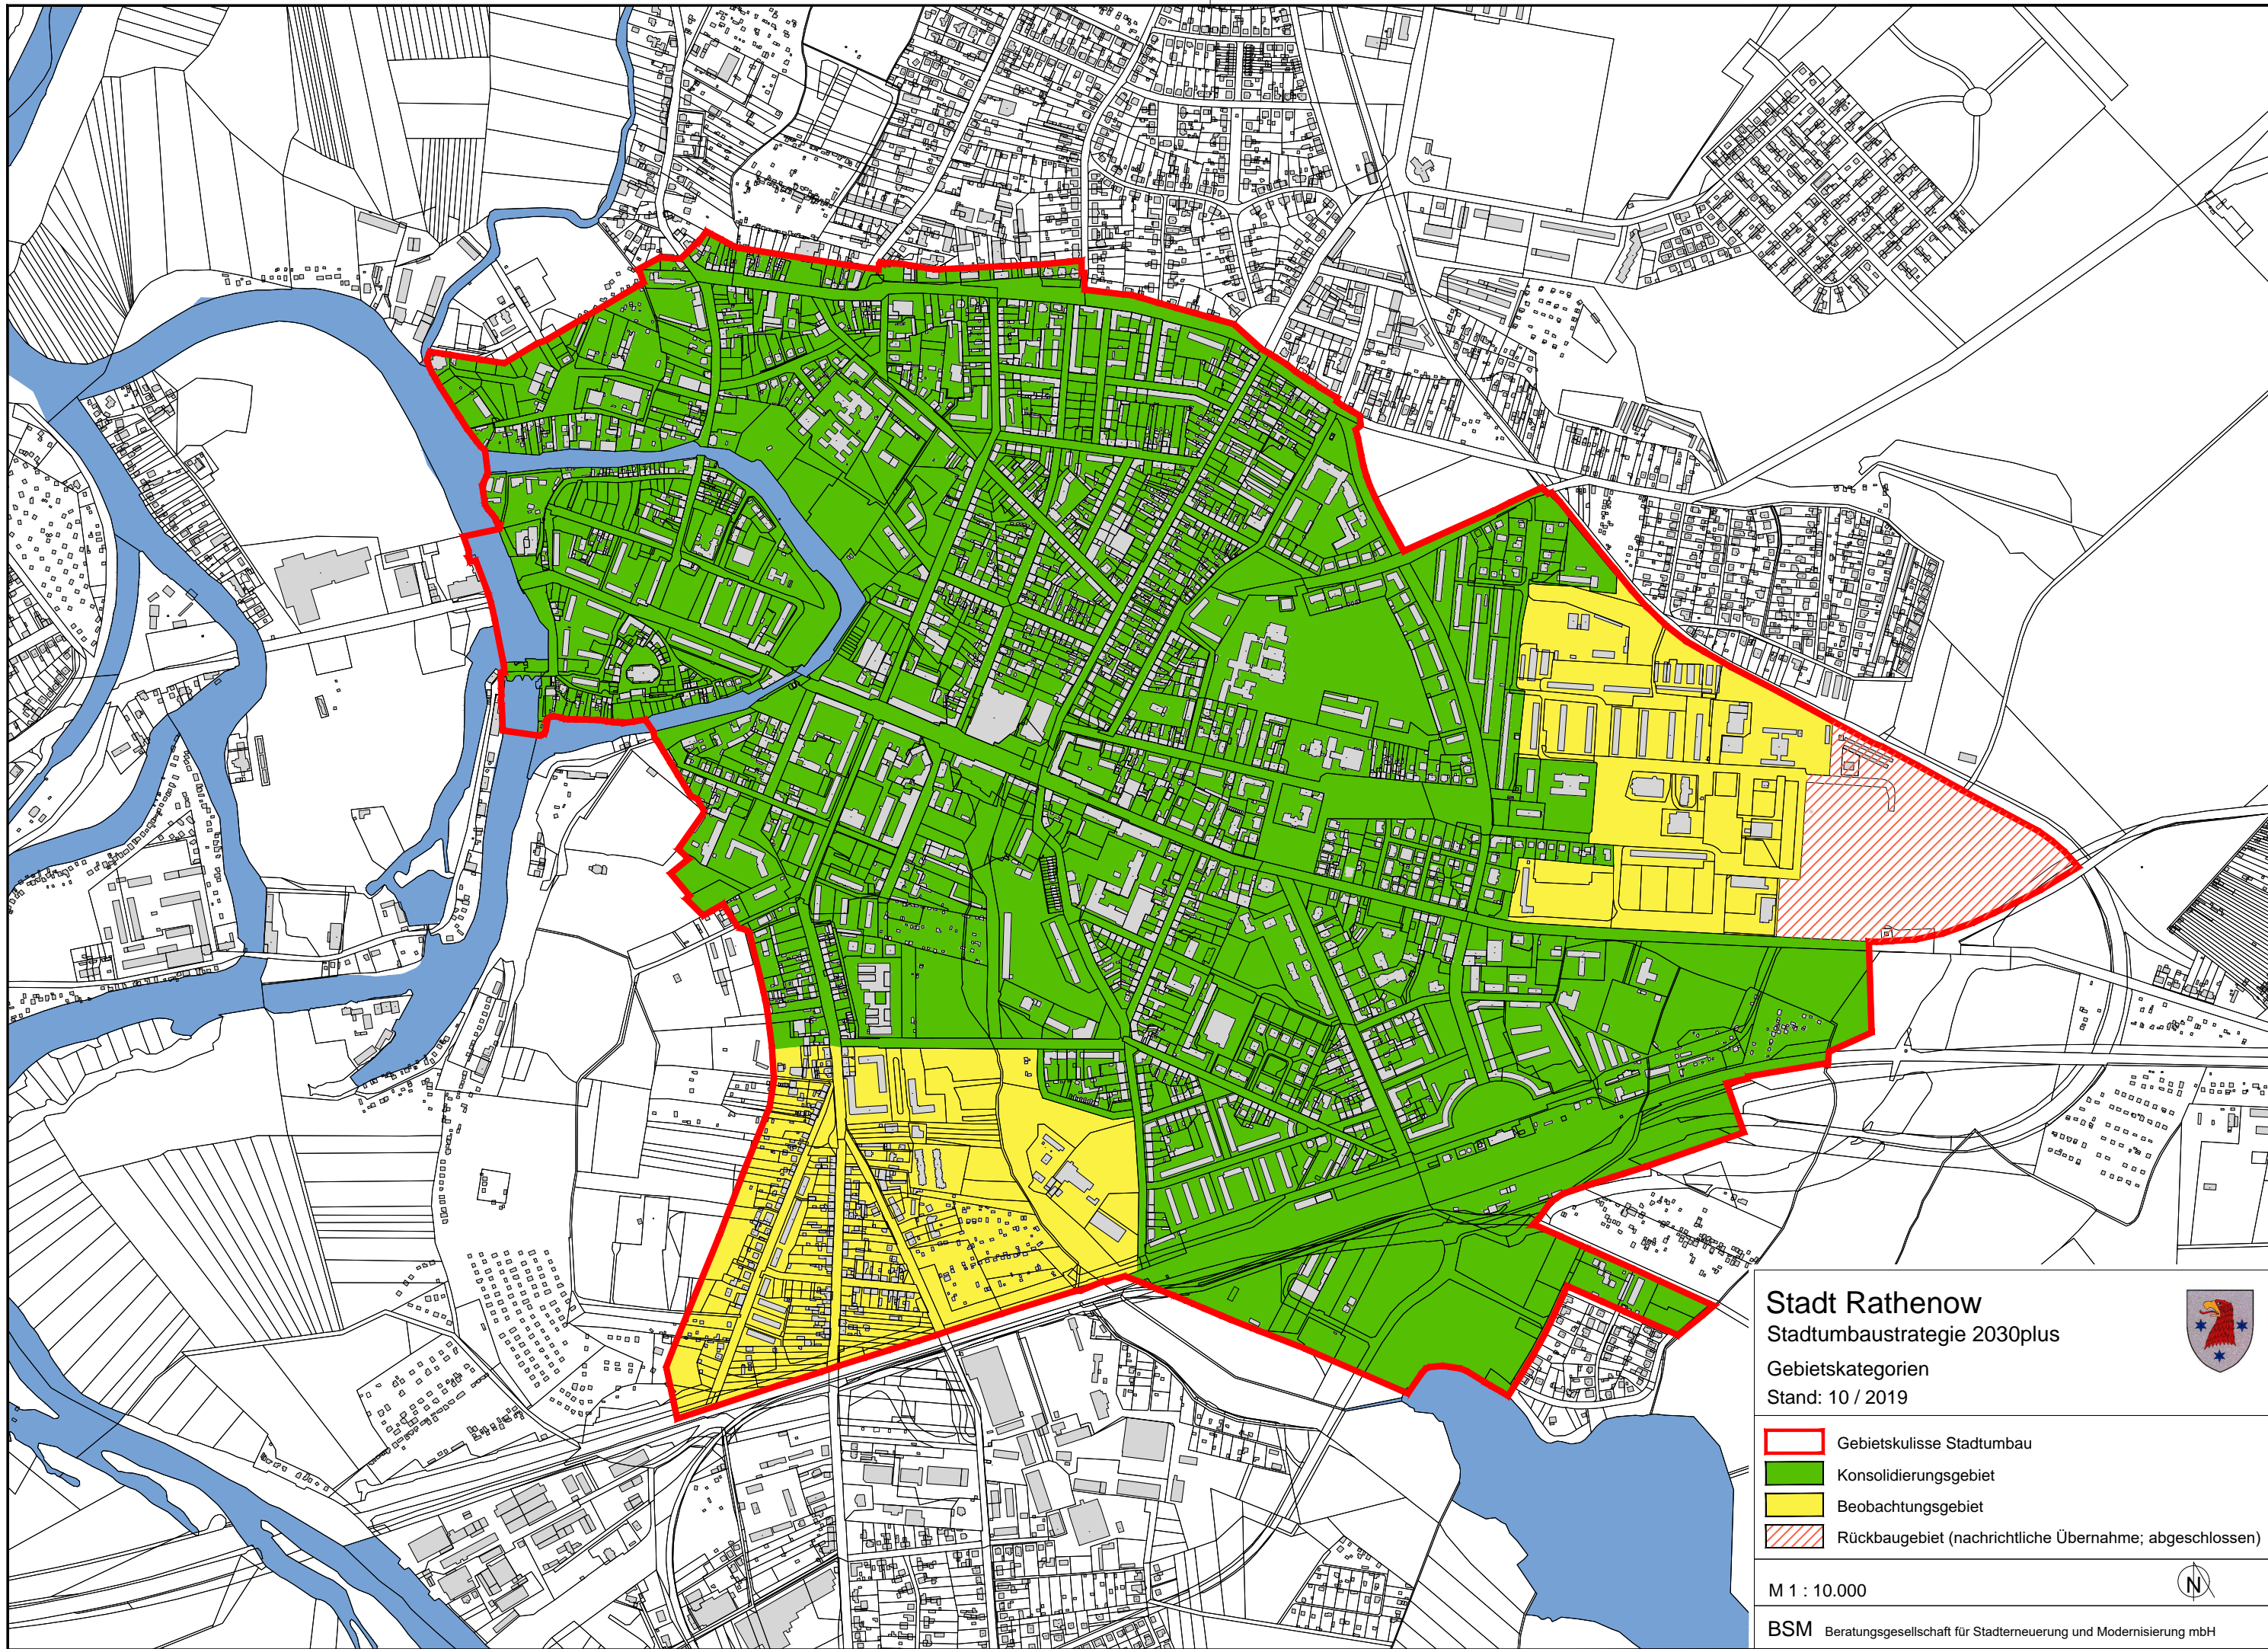 Stadt Rathenow
Stadtumbaustrategie 2030plus
Gebietskategorien
Stand: 10 / 2019
Gebietskulisse Stadtumbau
Konsolidierungsgebiet
Beobachtungsgebiet
Rückbaugebiet (nachrichtliche Übernahme; abgeschlossen)
M 1 : 10.000
N
BSM Beratungsgesellschaft für Stadterneuerung und Modernisierung mbH